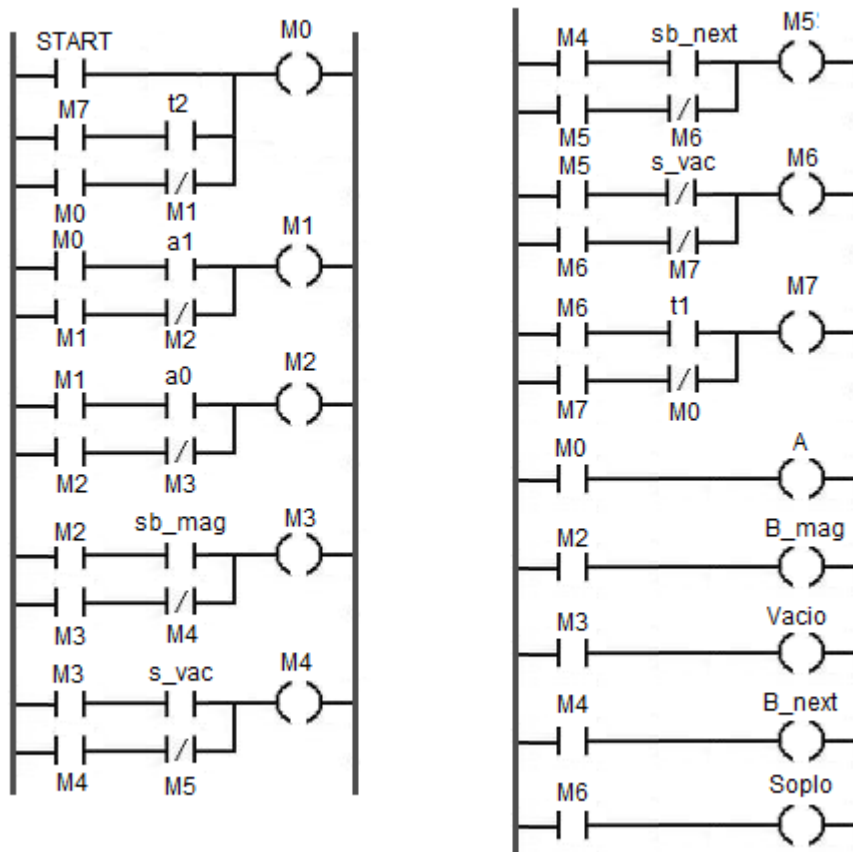 START
M0
M7
t2
M0
M1
M0
a1
M1
M1
M2
M1
a0
M2
M2
M3
M2
sb_mag
M3
M3
M4
M3
s_vac
M4
M4
M5
M4
sb_next
M5:
M5
M6
M5
s_vac
M6
M6
M7
M6
t1
M7
M7
M0
M0
A
M2
B_mag
M3
Vacio
M4
B_next
M6
Soplo